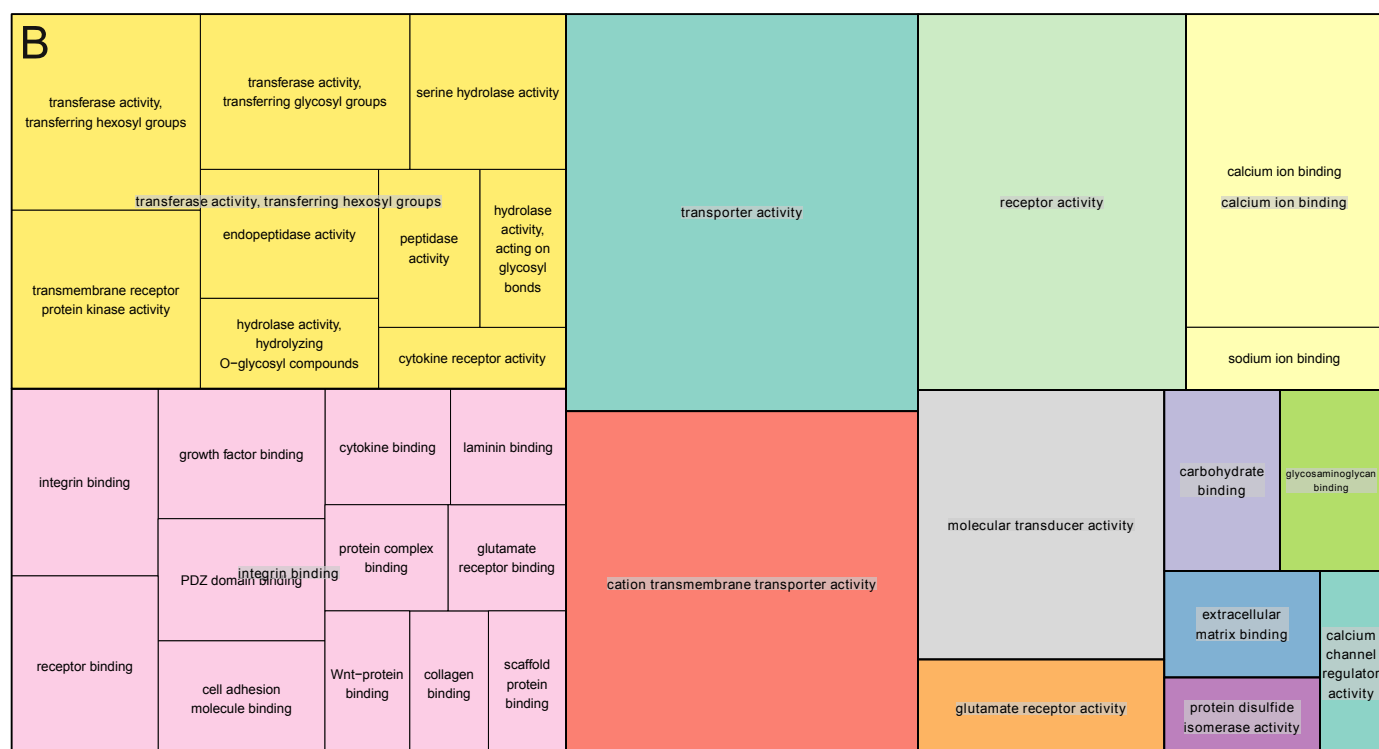 B
transferase activity,
transferring hexosyl groups
transferase activity,
transferring glycosyl groups
serine hydrolase activity
transferase activity, transferring hexosyl groups
transmembrane receptor
protein kinase activity
endopeptidase activity
peptidase
activity
hydrolase
activity,
acting on
glycosyl
bonds
hydrolase activity,
hydrolyzing
O−glycosyl compounds
cytokine receptor activity
integrin binding
growth factor binding
cytokine binding
laminin binding
PDZ domain binding
integrin binding
protein complex
binding
glutamate
receptor binding
receptor binding
cell adhesion
molecule binding
Wnt−protein
binding
collagen
binding
scaffold
protein
binding
transporter activity
cation transmembrane transporter activity
receptor activity
calcium ion binding
calcium ion binding
sodium ion binding
molecular transducer activity
glutamate receptor activity
carbohydrate
binding
glycosaminoglycan
binding
extracellular
matrix binding
protein disulfide
isomerase activity
calcium
channel
regulator
activity